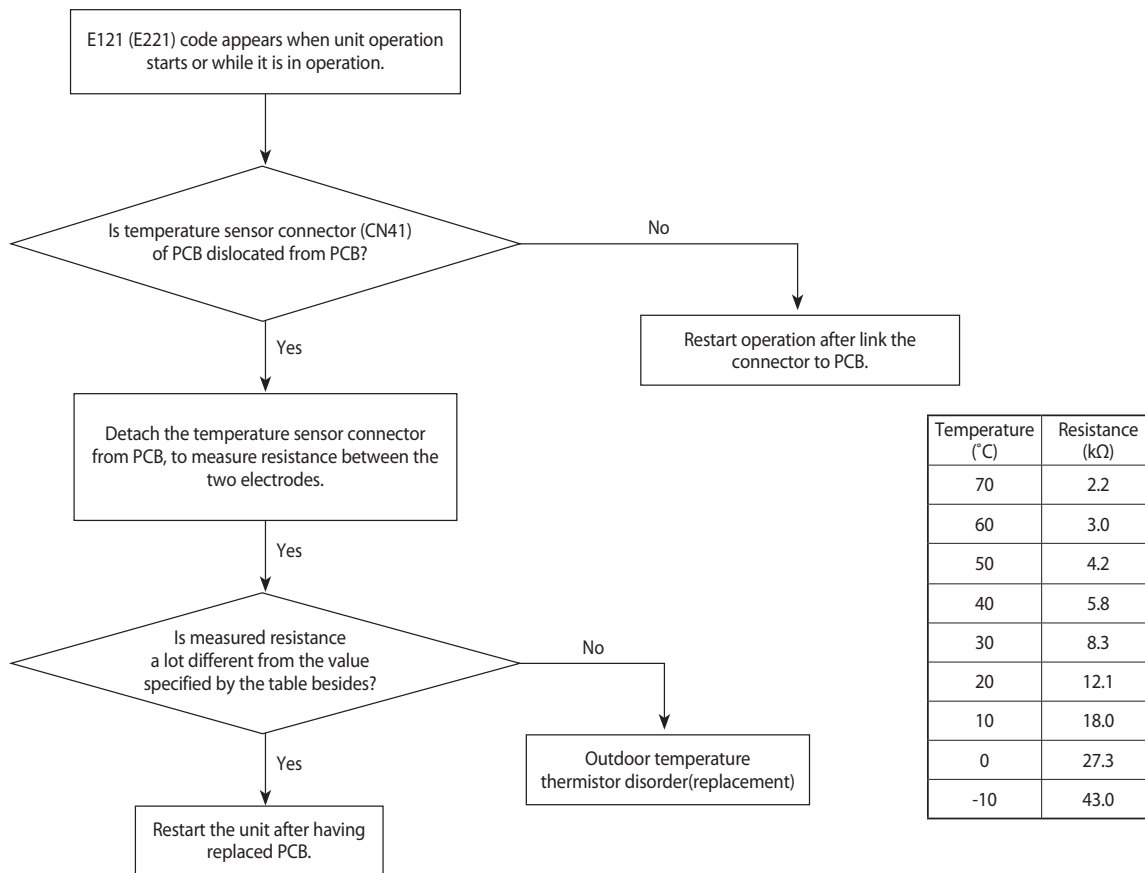 E121 (E221) code appears when unit operation
starts or while it is in operation.
Is temperature sensor connector (CN41)
of PCB dislocated from PCB?
No
Restart operation after link the
connector to PCB.
Yes
Detach the temperature sensor connector
from PCB, to measure resistance between the
two electrodes.
Yes
Is measured resistance
a lot different from the value
specified by the table besides?
No
Outdoor temperature
thermistor disorder(replacement)
Yes
Restart the unit after having
replaced PCB.
Temperature Resistance
(˚C) (kΩ)
70 2.2
60 3.0
50 4.2
40 5.8
30 8.3
20 12.1
10 18.0
0 27.3
-10 43.0